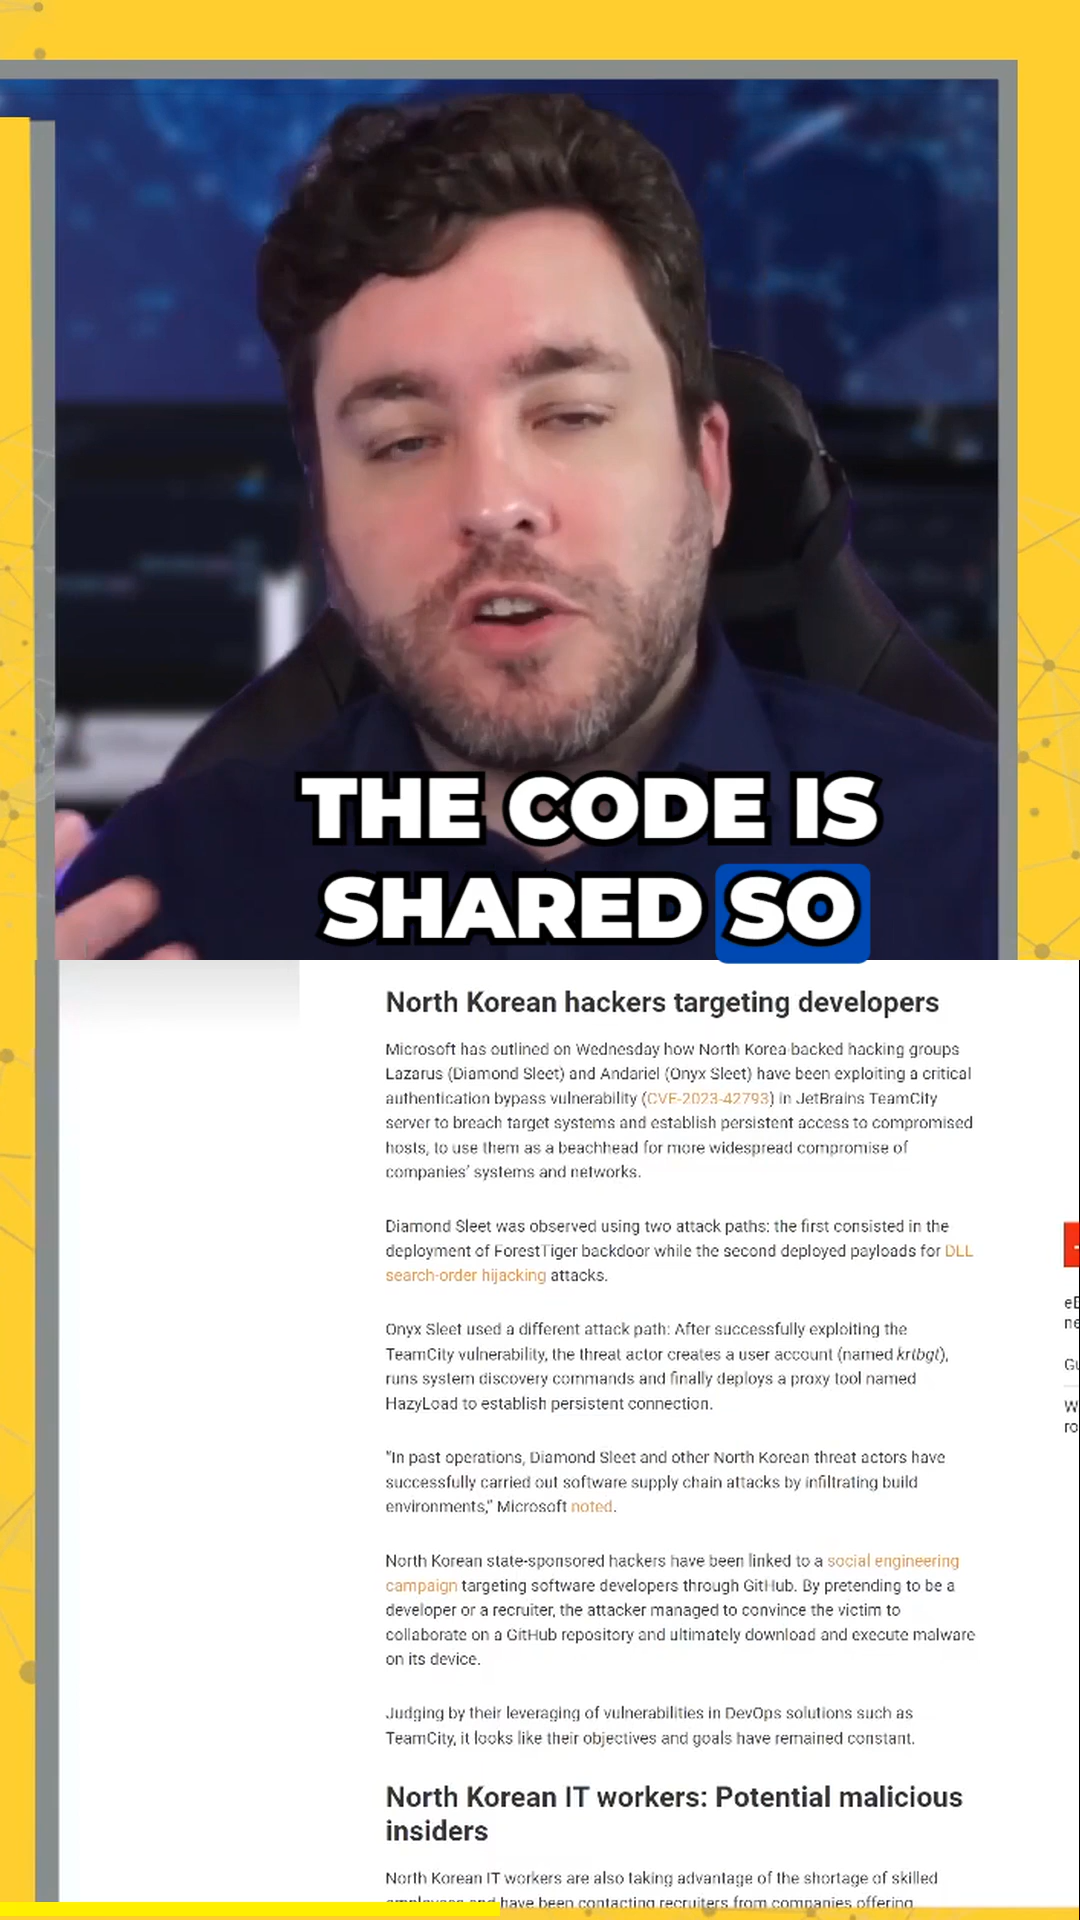 THE CODE IS
SHARED SO
North Korean hackers targeting developers
Microsoft has outlined on Wednesday how North Korea-backed hacking groups
Lazarus (Diamond Sleet) and Andariel (Onyx Sleet) have been exploiting a critical
authentication bypass vulnerability (CVE-2023-42793) in JetBrains TeamCity
server to breach target systems and establish persistent access to compromised
hosts, to use them as a beachhead for more widespread compromise of
companies’ systems and networks.
Diamond Sleet was observed using two attack paths: the first consisted in the
deployment of ForestTiger backdoor while the second deployed payloads for DLL
search-order hijacking attacks.
Onyx Sleet used a different attack path: After successfully exploiting the
TeamCity vulnerability, the threat actor creates a user account (named krtbgt),
runs system discovery commands and finally deploys a proxy tool named
HazyLoad to establish persistent connection.
“In past operations, Diamond Sleet and other North Korean threat actors have
successfully carried out software supply chain attacks by infiltrating build
environments,” Microsoft noted.
North Korean state-sponsored hackers have been linked to a social engineering
campaign targeting software developers through GitHub. By pretending to be a
developer or a recruiter, the attacker managed to convince the victim to
collaborate on a GitHub repository and ultimately download and execute malware
on its device.
Judging by their leveraging of vulnerabilities in DevOps solutions such as
TeamCity, it looks like their objectives and goals have remained constant.
North Korean IT workers: Potential malicious
insiders
North Korean IT workers are also taking advantage of the shortage of skilled
employees and have been contacting recruiters from companies offering